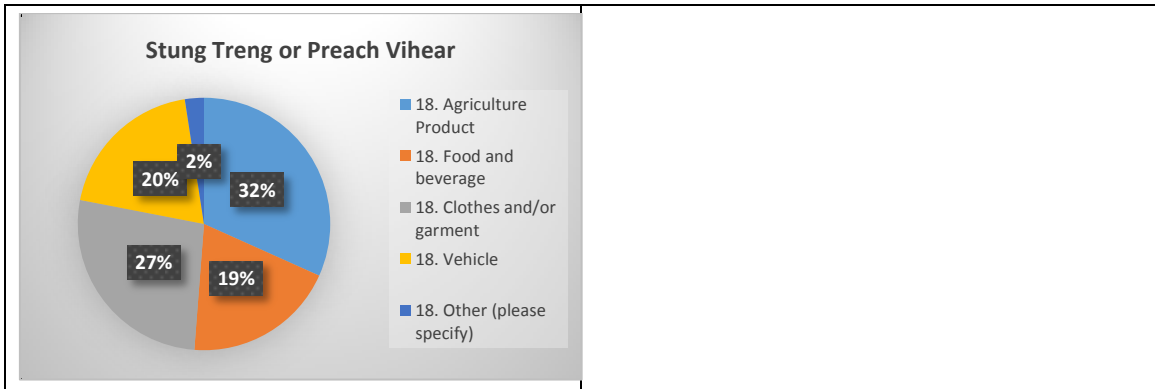 Stung Treng or Preach Vihear
2%
20%
32%
27%
19%
18. Agriculture
Product
18. Food and
beverage
18. Clothes and/or
garment
18. Vehicle
18. Other (please
specify)